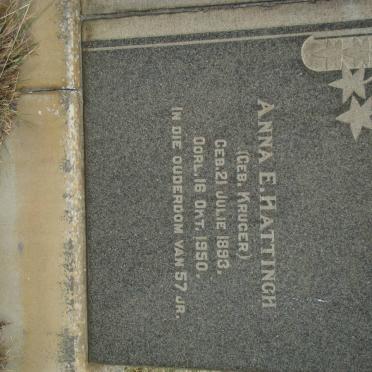 ANNA E. HATTINGH
(GEB. KRUGER)
GEB. 21 JULIE 1893.
OORL. 16 OKT. 1950.
IN DIE OUDERDOM VAN 57 JR.